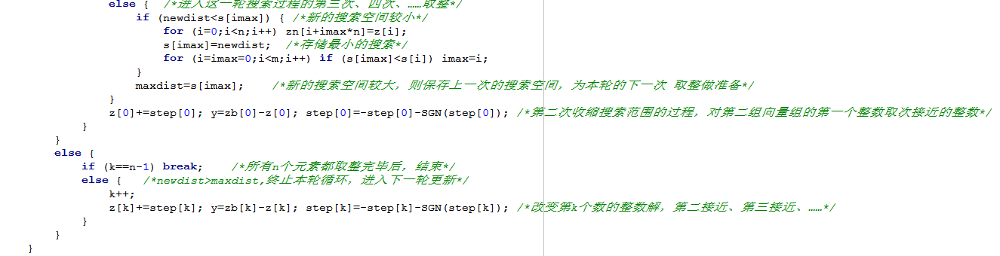 else {  /*进入这一轮搜索过程的第三次、四次、……取整*/
if (newdist<s[imax]) { /*新的搜索空间较小*/
for (i=0;i<n;i++) zn[i+imax*n]=z[i];
s[imax]=newdist;  /*存储最小的搜索*/
for (i=imax=0;i<m;i++) if (s[imax]<s[i]) imax=i;
}
maxdist=s[imax];    /*新的搜索空间较大，则保存上一次的搜索空间，为本轮的下一次 取整做准备*/
}
z[0]+=step[0]; y=zb[0]-z[0]; step[0]=-step[0]-SGN(step[0]); /*第二次收缩搜索范围的过程，对第二组向量组的第一个整数取次接近的整数*/
}
}
else {
if (k==n-1) break;    /*所有n个元素都取整完毕后，结束*/
else {   /*newdist>maxdist,终止本轮循环，进入下一轮更新*/
k++;
z[k]+=step[k]; y=zb[k]-z[k]; step[k]=-step[k]-SGN(step[k]); /*改变第k个数的整数解，第二接近、第三接近、……*/
}
}
}